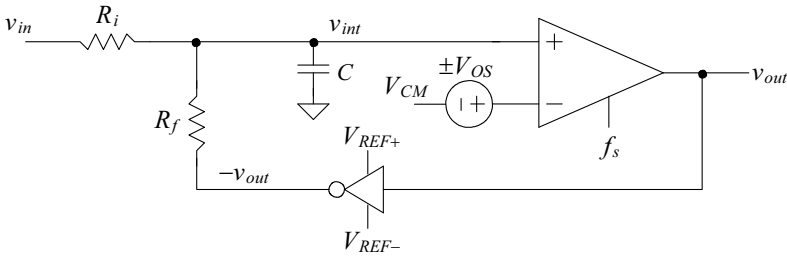 v_in
R_i
v_int
C
±V_OS
V_CM
+
−
+
−
f_s
v_out
R_f
−v_out
V_REF+
V_REF−